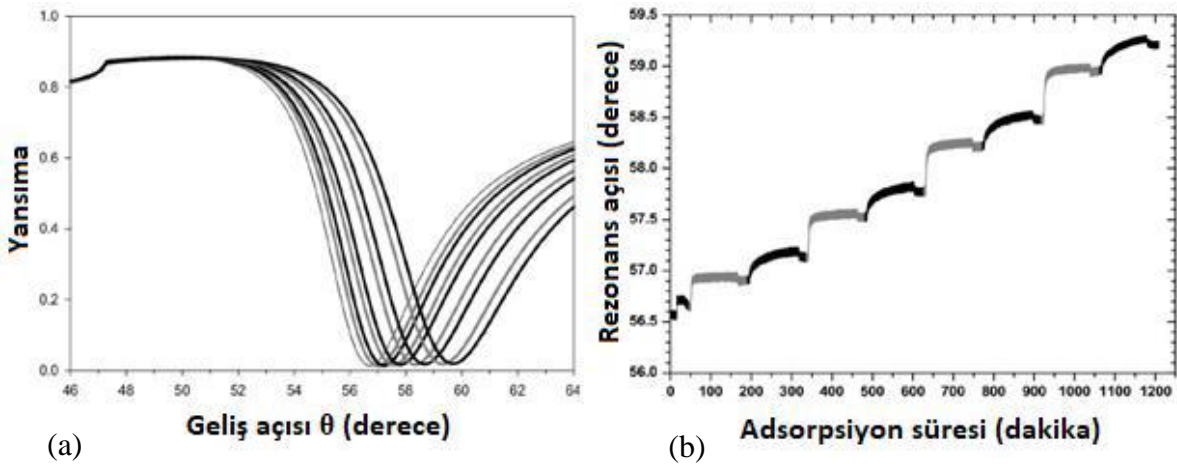 1.0
0.8
0.6
0.4
0.2
0.0
Yansıma
46 48 50 52 54 56 58 60 62 64
Geliş açısı θ (derece)
(a)
59.5
59.0
58.5
58.0
57.5
57.0
56.5
56.0
Rezonans açısı (derece)
0 100 200 300 400 500 600 700 800 900 1000 1100 1200
Adsorpsiyon süresi (dakika)
(b)